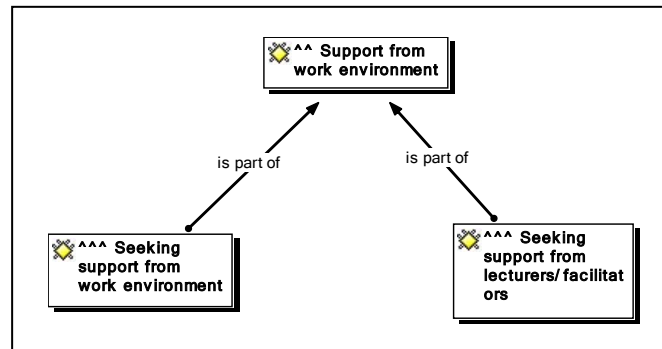 ^^ Support from
work environment
is part of
is part of
^^^ Seeking
support from
work environment
^^^ Seeking
support from
lecturers/facilitat
ors